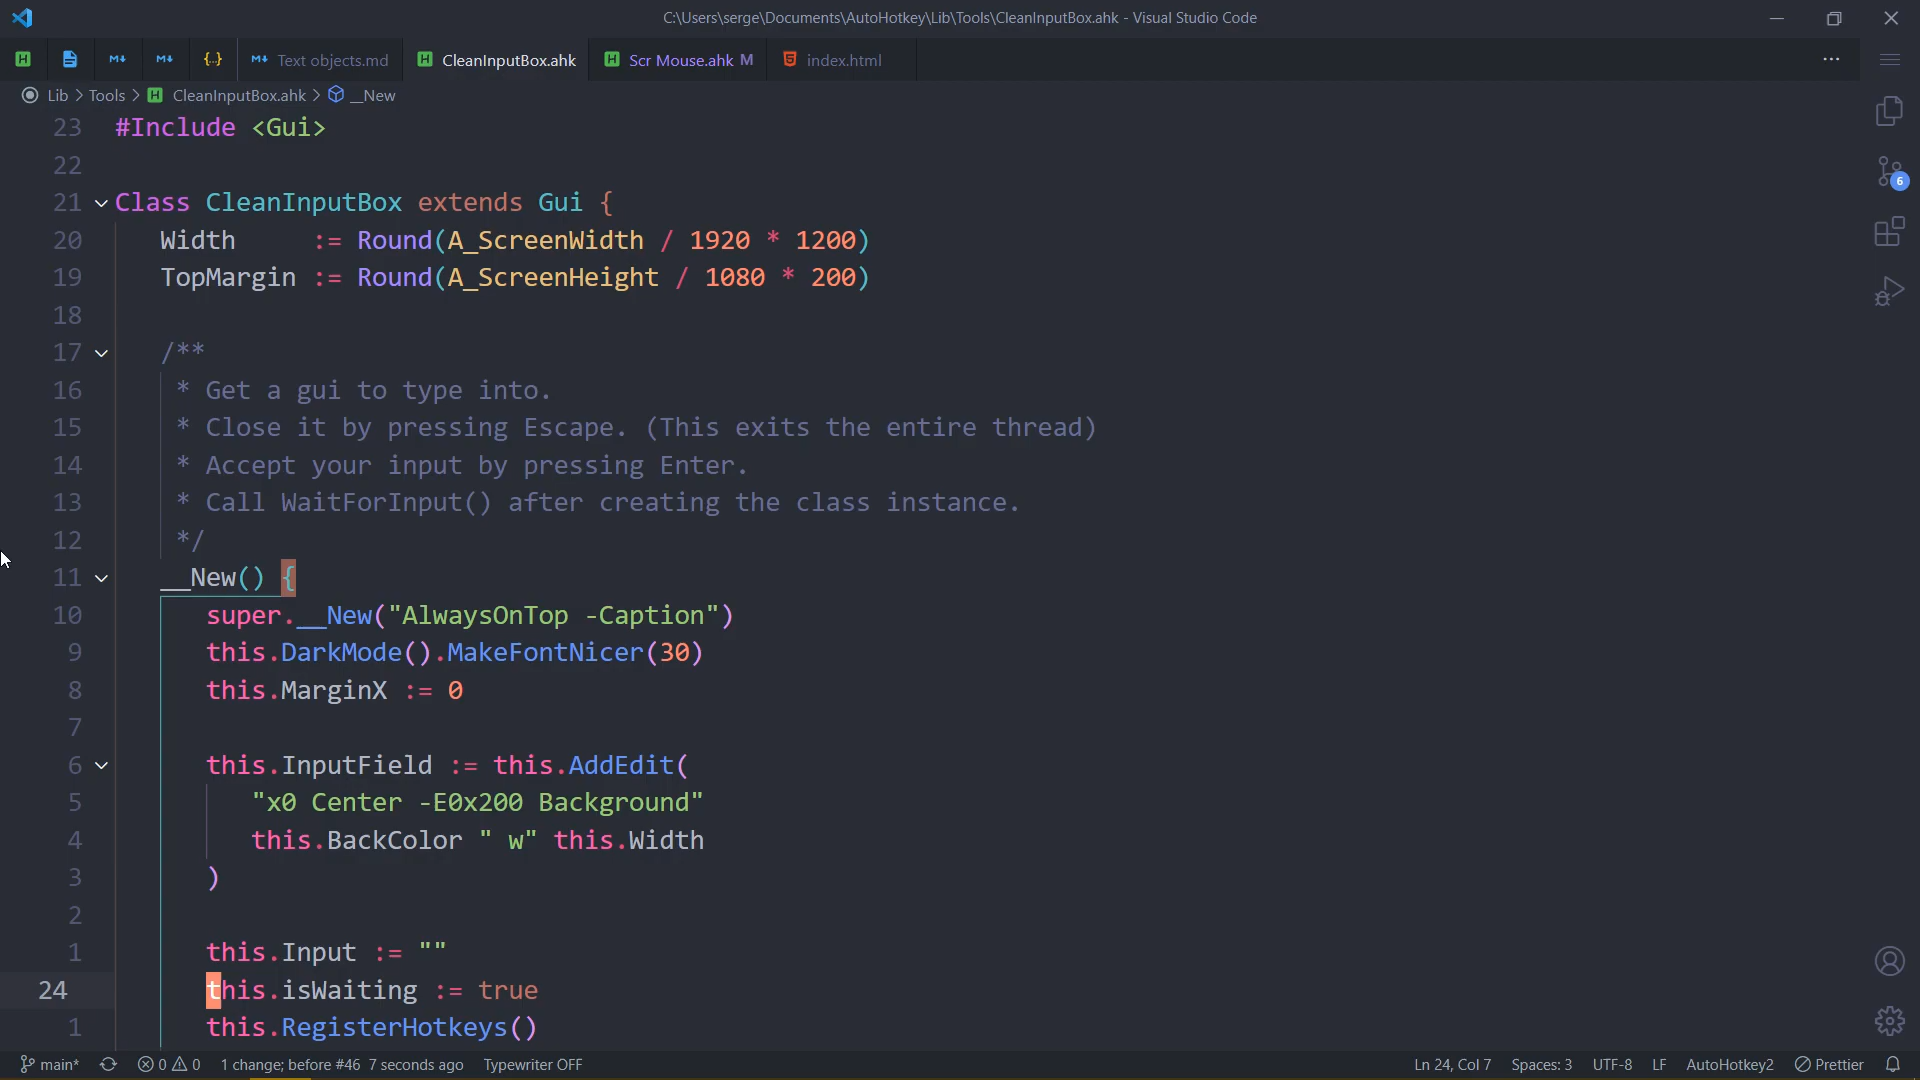 C:\Users\serge\Documents\AutoHotkey\Lib\Tools\CleanInputBox.ahk - Visual Studio Code
Text objects.md CleanInputBox.ahk Scr Mouse.ahk M index.html
Lib > Tools > CleanInputBox.ahk > __New
23 #Include <Gui>
22
21 Class CleanInputBox extends Gui {
20 Width := Round(A_ScreenWidth / 1920 * 1200)
19 TopMargin := Round(A_ScreenHeight / 1080 * 200)
18
17 /**
16 * Get a gui to type into.
15 * Close it by pressing Escape. (This exits the entire thread)
14 * Accept your input by pressing Enter.
13 * Call WaitForInput() after creating the class instance.
12 */
11 __New() {
10 super.__New("AlwaysOnTop -Caption")
9 this.DarkMode().MakeFontNicer(30)
8 this.MarginX := 0
7
6 this.InputField := this.AddEdit(
5 "x0 Center -E0x200 Background"
4 this.BackColor " w" this.Width
3 )
2
1 this.Input := ""
24 this.isWaiting := true
1 this.RegisterHotkeys()
6
main* 0 0 1 change; before #46 7 seconds ago Typewriter OFF Ln 24, Col 7 Spaces: 3 UTF-8 LF AutoHotkey2 Prettier